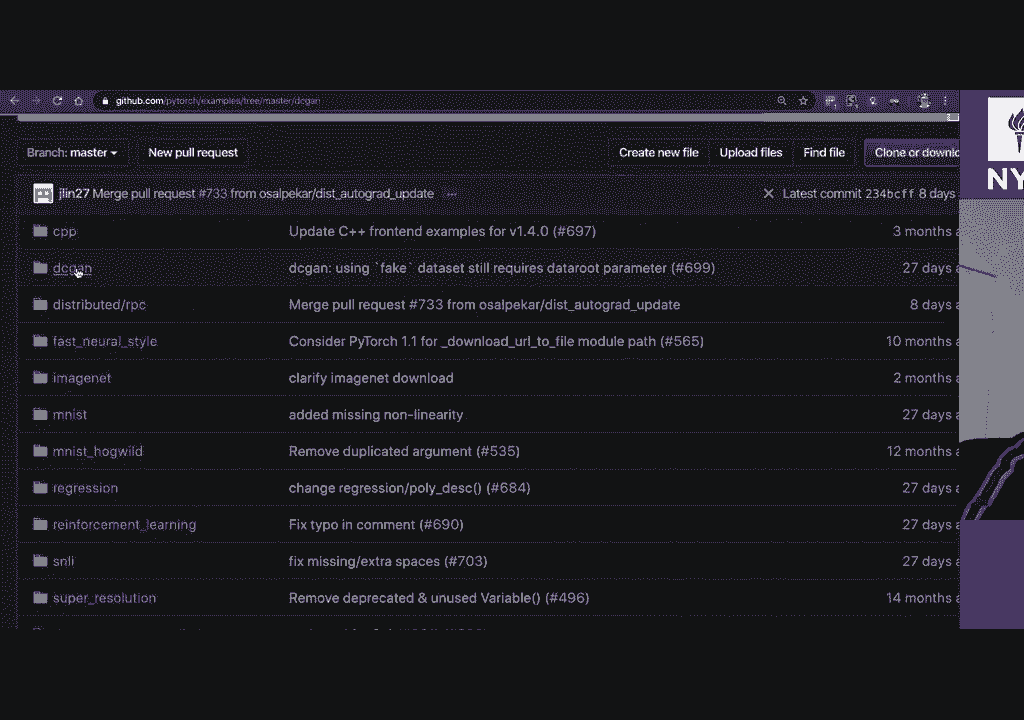 github.com/pytorch/examples/tree/master/dcgan
Branch: master New pull request Create new file Upload files Find file Clone or downlo
jlin27 Merge pull request #733 from osalpekar/dist_autograd_update ... Latest commit 234bcff 8 days
cpp Update C++ frontend examples for v1.4.0 (#697) 3 months a
dcgan dcgan: using `fake` dataset still requires dataroot parameter (#699) 27 days a
distributed/rpc Merge pull request #733 from osalpekar/dist_autograd_update 8 days a
fast_neural_style Consider PyTorch 1.1 for _download_url_to_file module path (#565) 10 months a
imagenet clarify imagenet download 2 months a
mnist added missing non-linearity 27 days a
mnist_hogwild Remove duplicated argument (#535) 12 months a
regression change regression/poly_desc() (#684) 27 days a
reinforcement_learning Fix typo in comment (#690) 27 days a
snli fix missing/extra spaces (#703) 27 days a
super_resolution Remove deprecated & unused Variable() (#496) 14 months a
NY